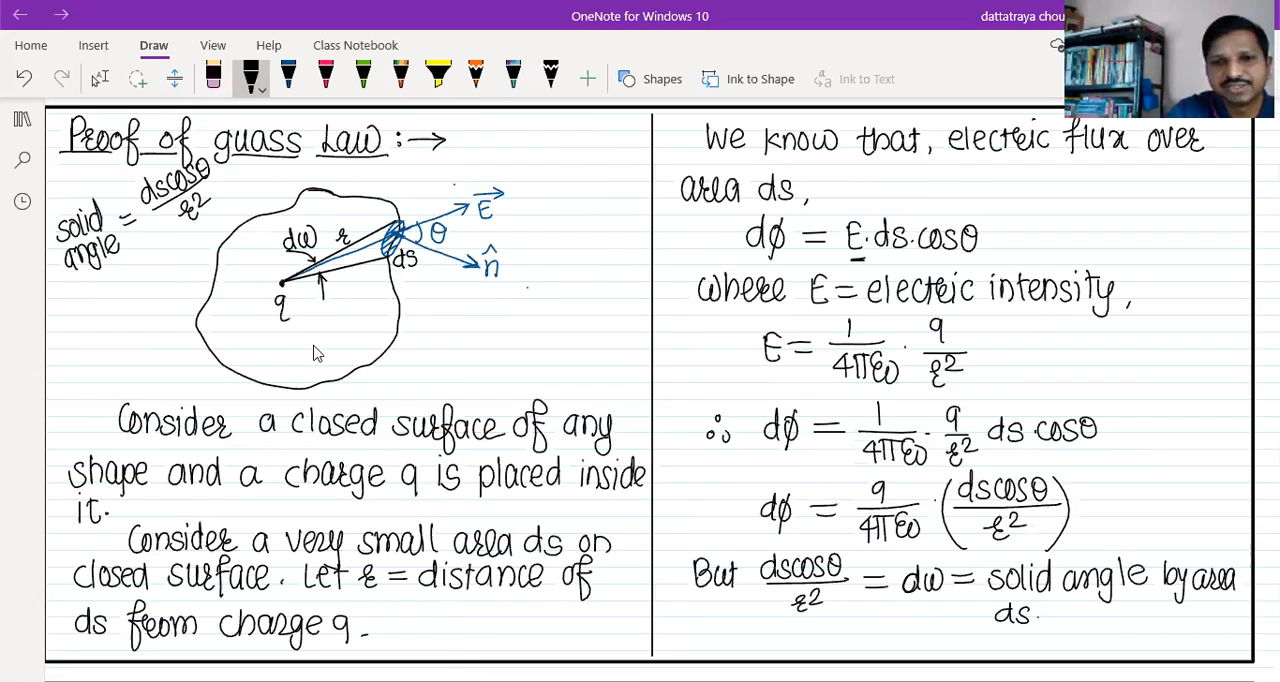 OneNote for Windows 10
dattatraya chou
Home Insert Draw View Help Class Notebook
Shapes Ink to Shape Ink to Text
Proof of guass Law :→
solid angle = dscosθ/r²
dω r
E→
θ
n̂
ds
q
Consider a closed surface of any
shape and a charge q is placed inside
it.
Consider a very small area ds on
closed surface. Let r = distance of
ds from charge q.
We know that, electric flux over
area ds,
dϕ = E·ds·cosθ
where E = electric intensity,
E = 1/4πε0 · q/r²
∴ dϕ = 1/4πε0 · q/r² ds·cosθ
dϕ = q/4πε0 · (dscosθ/r²)
But dscosθ/r² = dω = solid angle by area
ds.